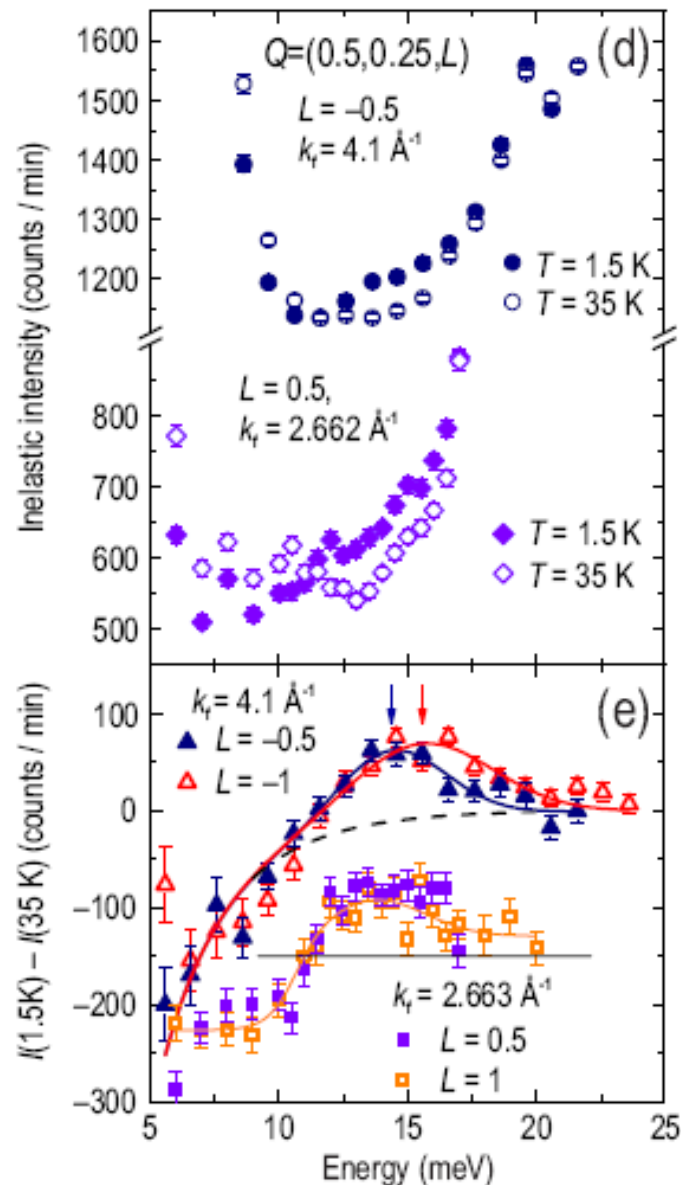 1600
(d)
Q=(0.5,0.25,L)
L = –0.5
1500
kf = 4.1 Å-1
1400
1300
T = 1.5 K
1200
T = 35 K
Inelastic intensity (counts / min)
L = 0.5,
800
kf = 2.662 Å-1
700
T = 1.5 K
600
T = 35 K
500
kf = 4.1 Å-1
(e)
100
L = –0.5
L = –1
0
I(1.5K) – I(35 K) (counts / min)
–100
kf = 2.663 Å-1
–200
L = 0.5
L = 1
–300
5
10
15
20
25
Energy (meV)